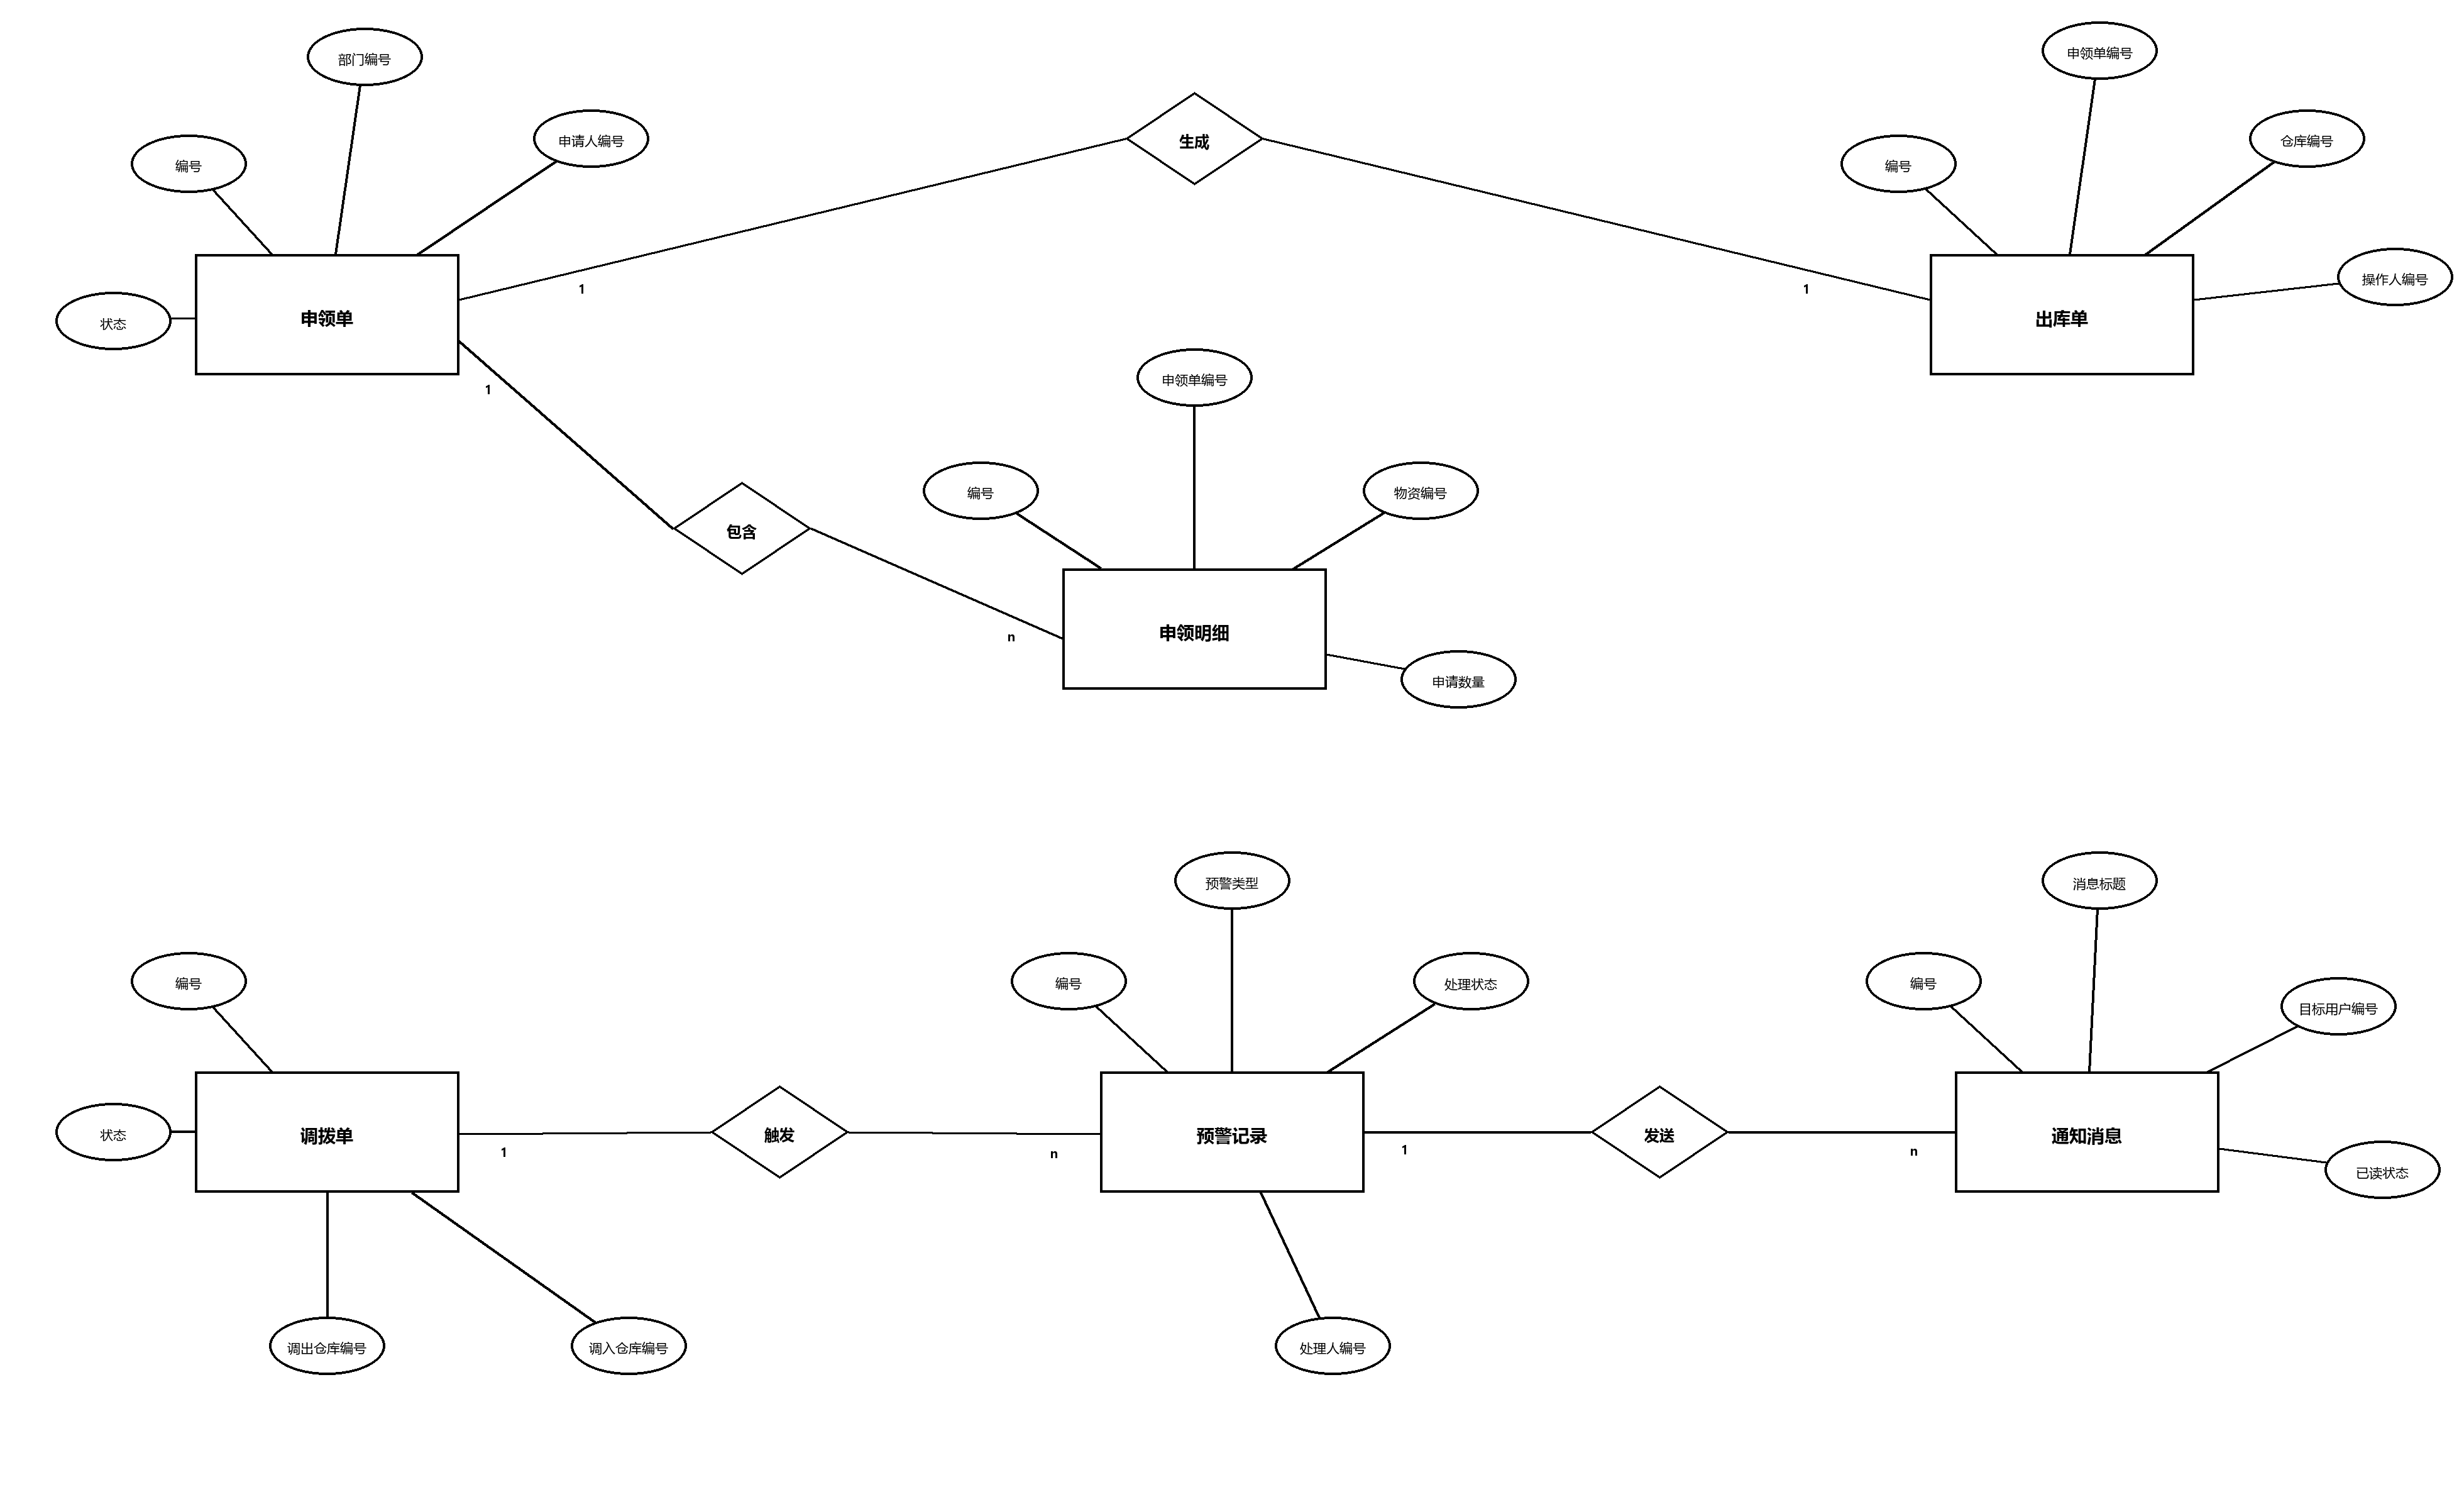 申领单编号
部门编号
生成
申请人编号
仓库编号
编号
编号
操作人编号
1
1
申领单
出库单
状态
申领单编号
1
编号
物资编号
包含
申领明细
n
申请数量
预警类型
消息标题
编号
编号
处理状态
编号
目标用户编号
状态
调拨单
触发
预警记录
发送
通知消息
1
n
1
n
已读状态
调出仓库编号
调入仓库编号
处理人编号